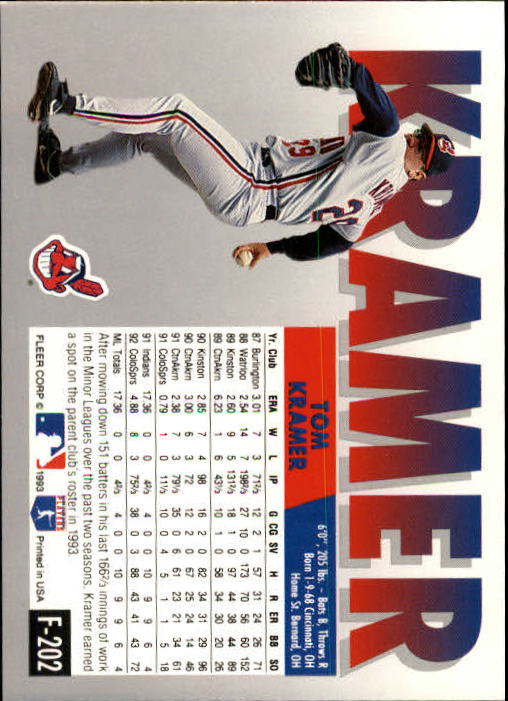 KRAMER
TOM
KRAMER
6'0", 205 lbs. – Bats B, Throws R
Born 1-9-68 Cincinnati, OH
Home St. Bernard, OH
Yr. Club ERA W L IP G CG SV H R ER BB SO
87 Burlington 3.01 7 3 71⅔ 12 2 1 57 31 24 26 71
88 Watrloo 2.54 14 7 198⅔ 27 10 0 173 70 56 60 152
89 Kinston 2.60 9 5 131⅔ 18 1 0 97 44 38 44 89
89 CtnAkrn 6.23 1 6 43⅓ 10 1 0 58 34 30 20 26
90 Kinston 2.85 7 4 98 16 2 0 82 34 31 29 96
90 CtnAkrn 3.00 6 3 72 12 2 0 67 25 24 14 46
91 CtnAkrn 2.38 7 3 79⅓ 35 0 6 61 23 21 34 61
91 ColoSprs 0.79 1 0 11⅓ 10 0 4 5 1 1 5 18
91 Indians 17.36 0 0 4⅔ 4 0 0 10 9 9 6 4
92 ColoSprs 4.88 8 3 75⅔ 38 0 3 88 43 41 43 72
ML Totals 17.36 0 0 4⅔ 4 0 0 10 9 9 6 4
After mowing down 151 batters in his last 166⅔ innings of work
in the Minor Leagues over the past two seasons, Kramer earned
a spot on the parent club's roster in 1993.
FLEER CORP © 1993 Printed in USA
F-202